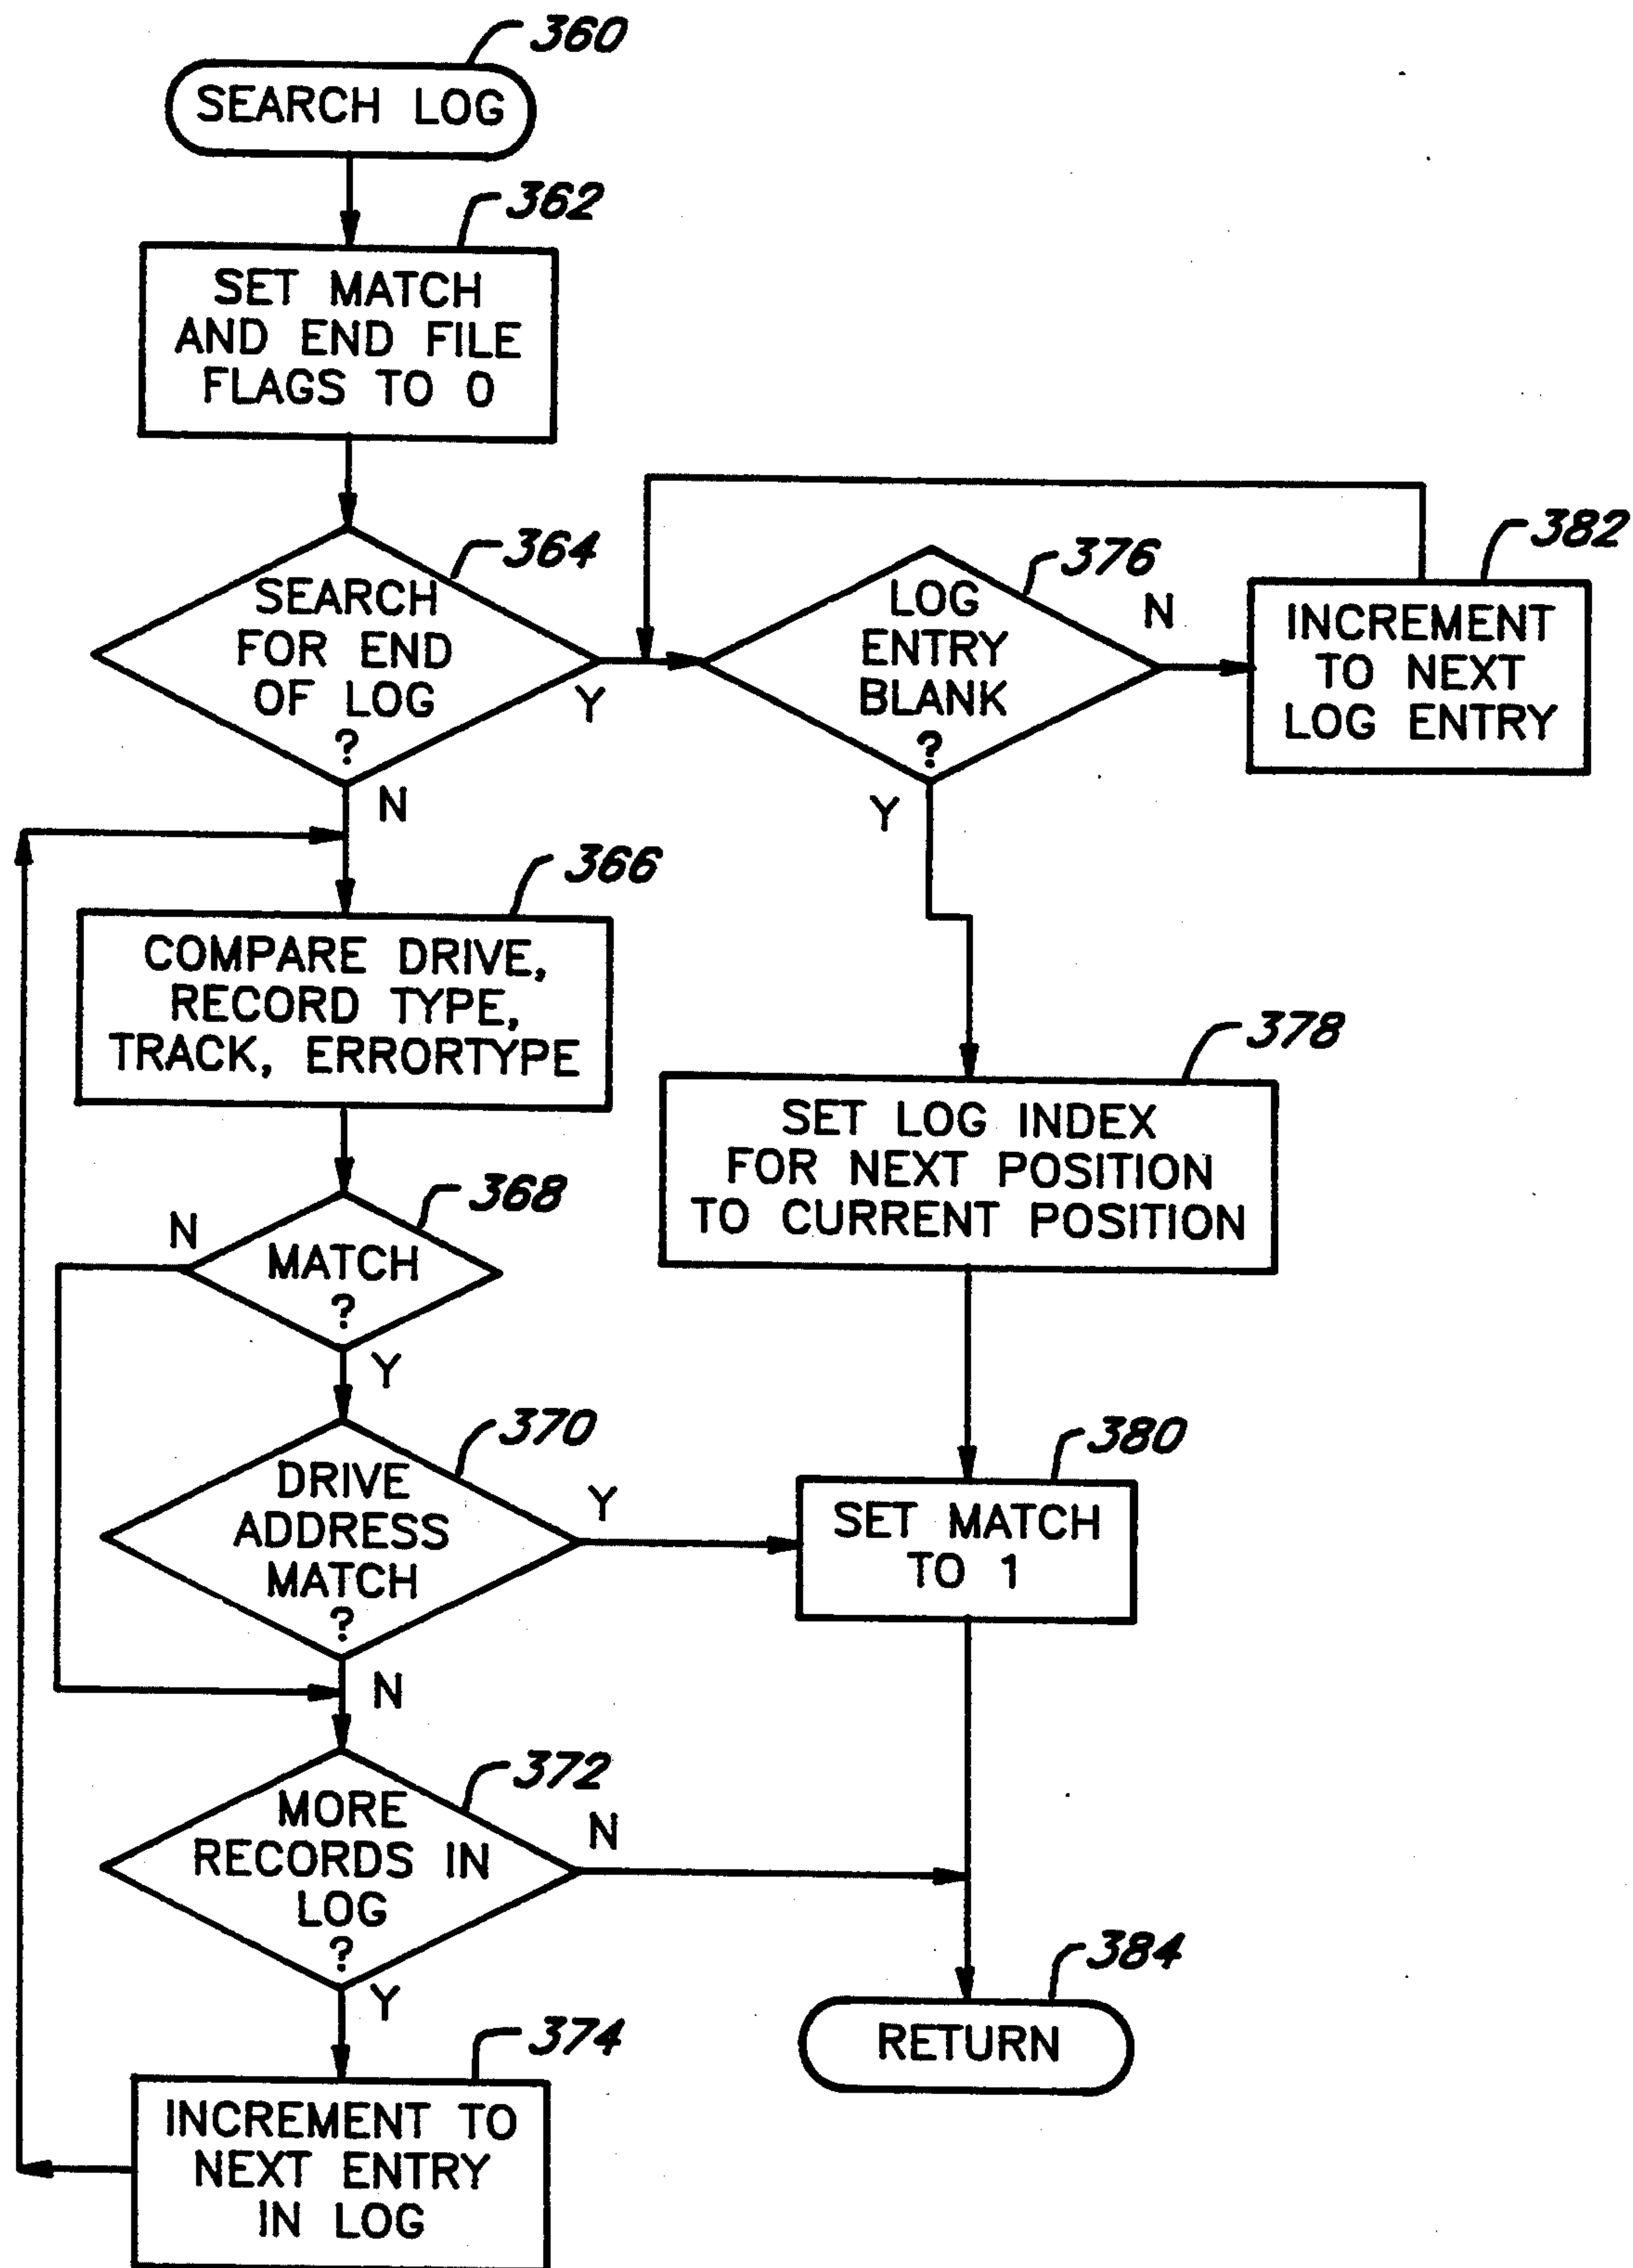 360
SEARCH LOG
362
SET MATCH
AND END FILE
FLAGS TO 0
364
SEARCH
FOR END
OF LOG
?
Y
N
376
LOG
ENTRY
BLANK
?
N
Y
382
INCREMENT
TO NEXT
LOG ENTRY
366
COMPARE DRIVE,
RECORD TYPE,
TRACK, ERRORTYPE
378
SET LOG INDEX
FOR NEXT POSITION
TO CURRENT POSITION
368
N
MATCH
?
Y
370
DRIVE
ADDRESS
MATCH
?
Y
N
380
SET MATCH
TO 1
372
MORE
RECORDS IN
LOG
?
N
Y
384
RETURN
374
INCREMENT TO
NEXT ENTRY
IN LOG